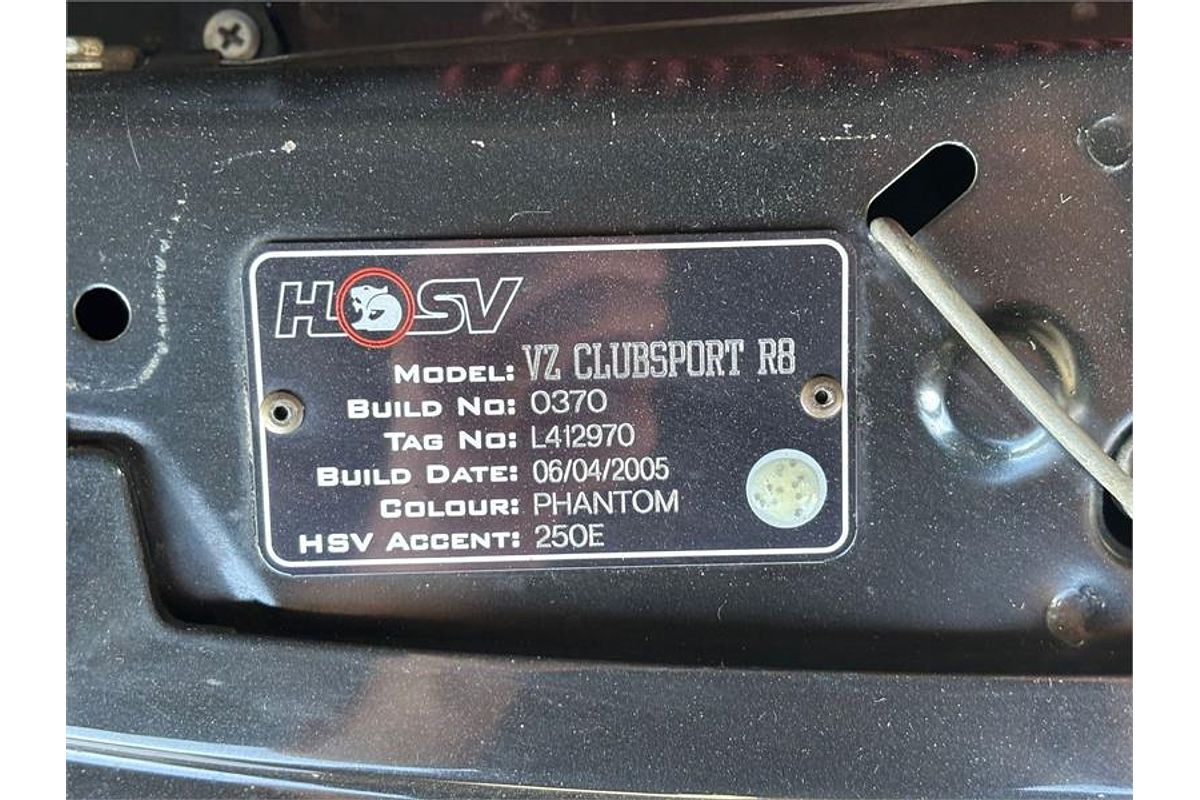 HSV
MODEL: VZ CLUBSPORT R8
BUILD NO: 0370
TAG NO: L412970
BUILD DATE: 06/04/2005
COLOUR: PHANTOM
HSV ACCENT: 250E